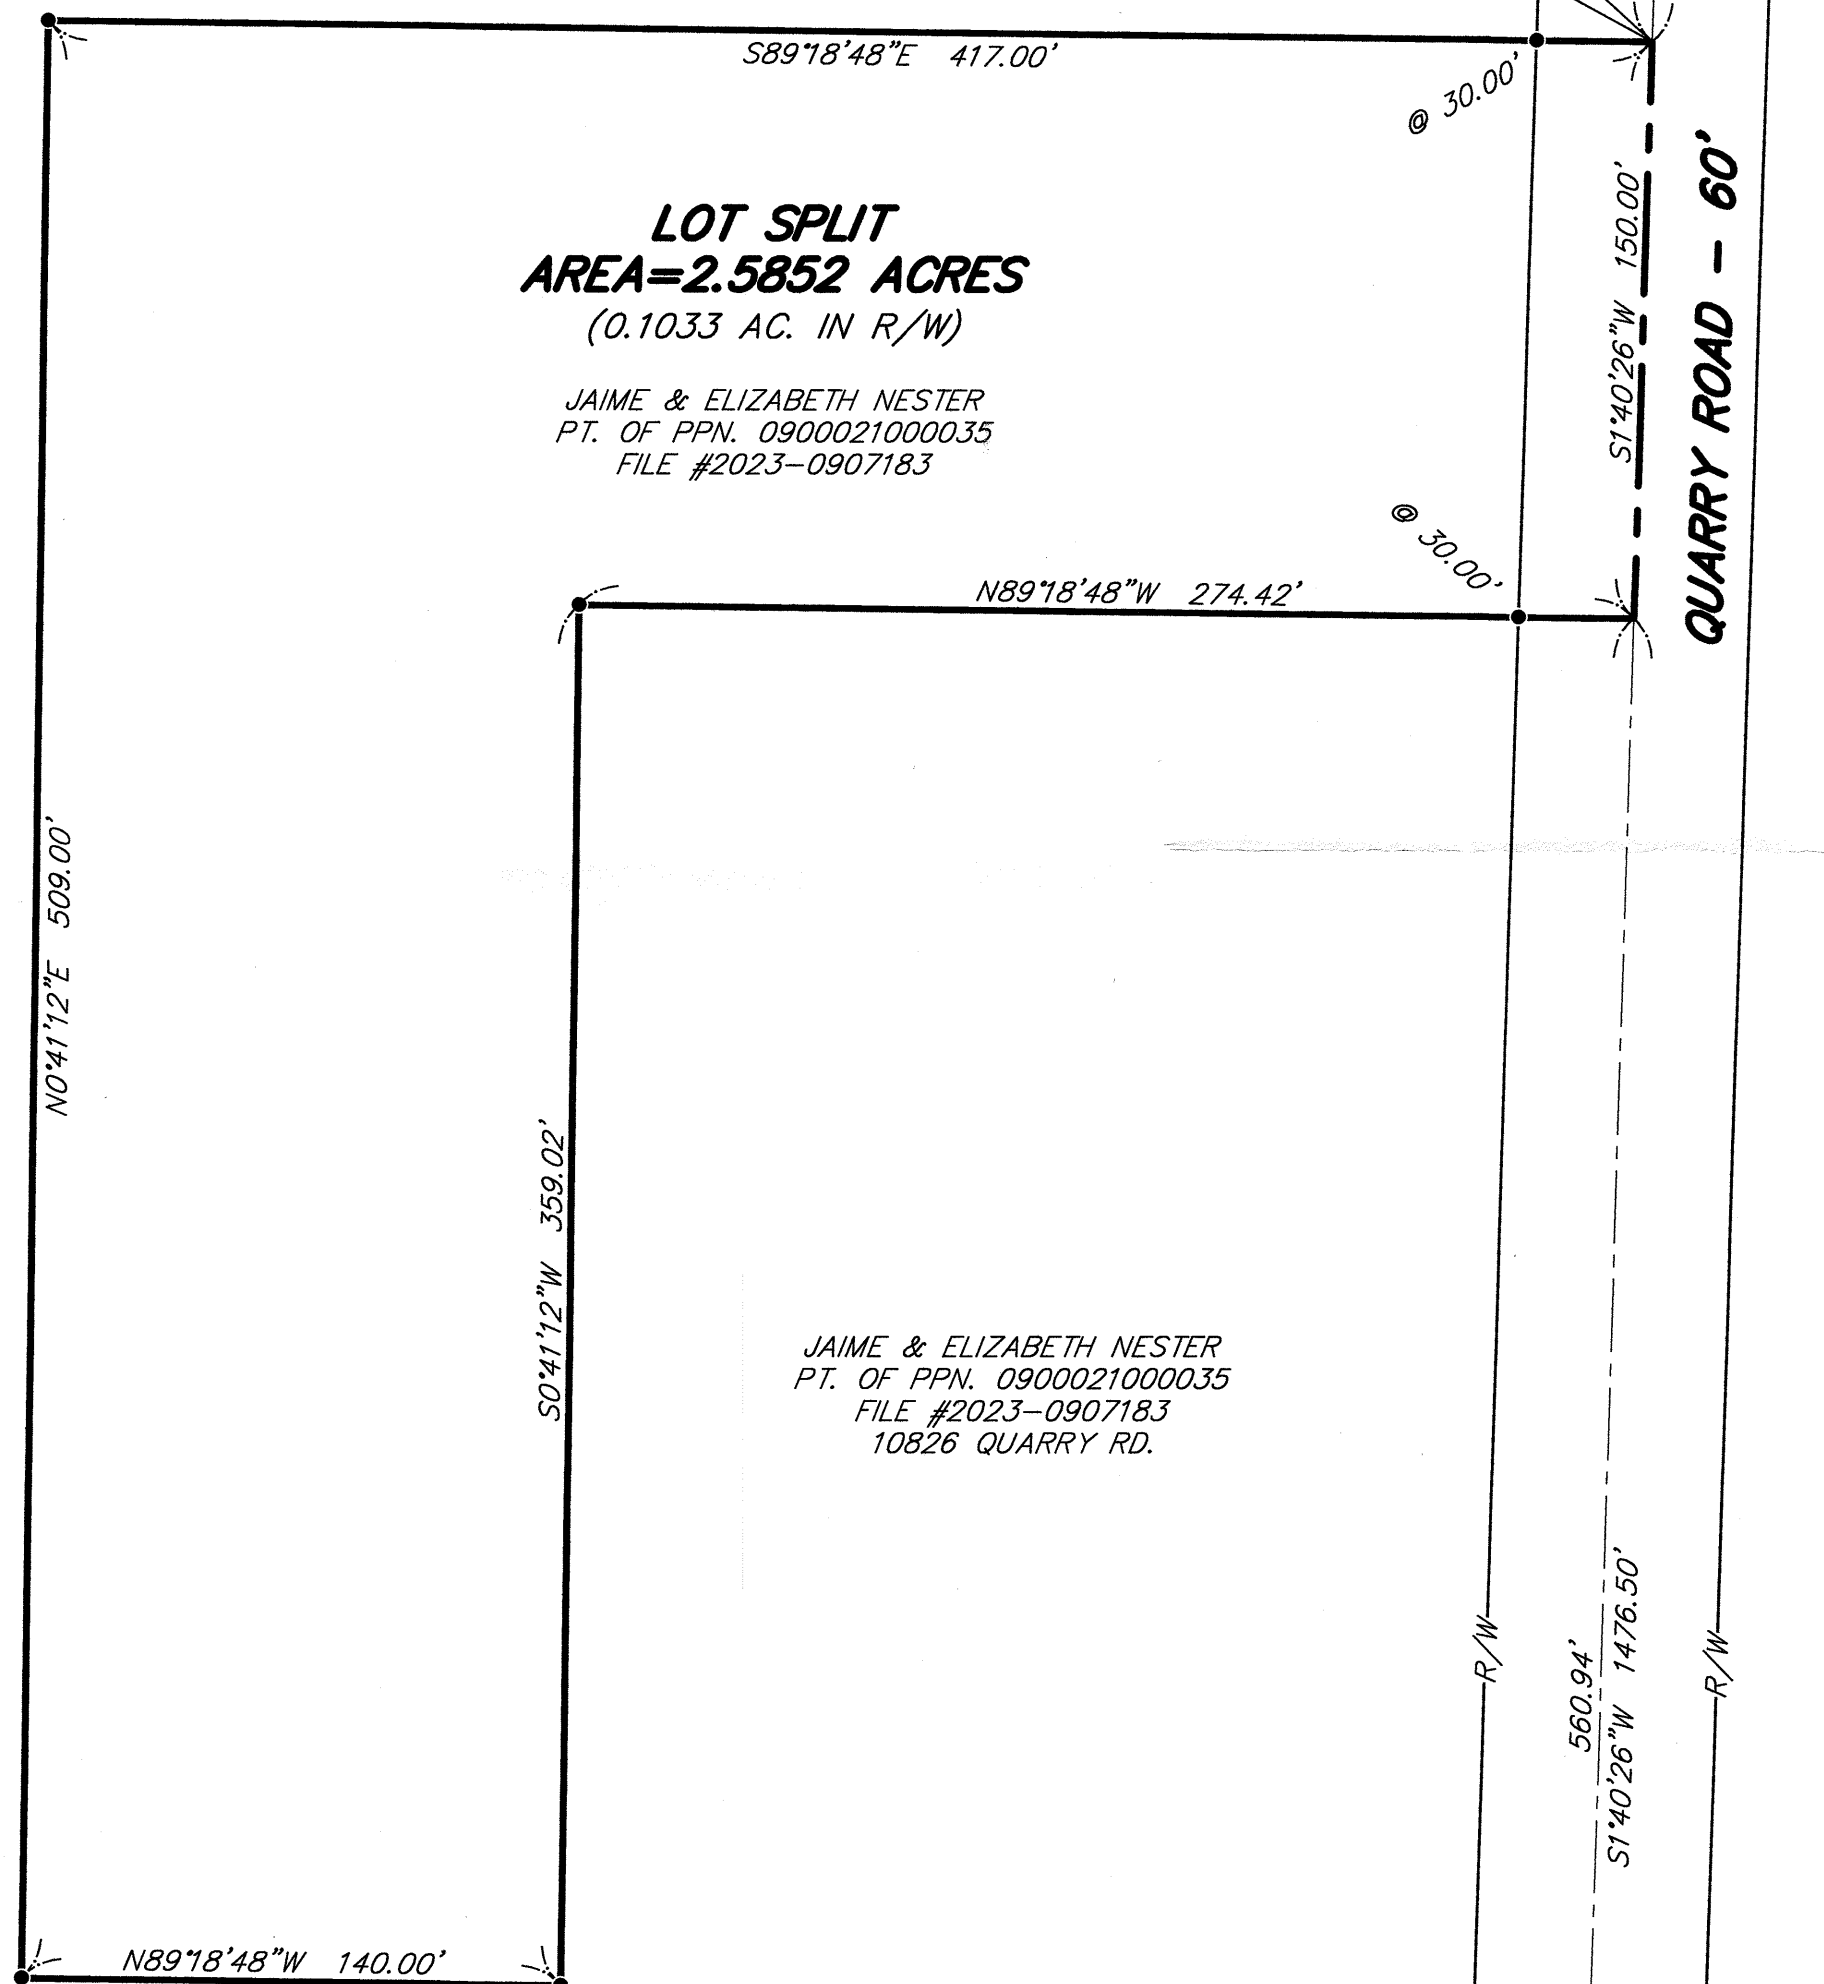 S89°18'48"E 417.00'
@ 30.00'
LOT SPLIT
AREA=2.5852 ACRES
(0.1033 AC. IN R/W)
JAIME & ELIZABETH NESTER
PT. OF PPN. 0900021000035
FILE #2023-0907183
S1°40'26"W 150.00'
QUARRY ROAD - 60'
@ 30.00'
N89°18'48"W 274.42'
N0°41'12"E 509.00'
S0°41'12"W 359.02'
JAIME & ELIZABETH NESTER
PT. OF PPN. 0900021000035
FILE #2023-0907183
10826 QUARRY RD.
R/W
560.94'
S1°40'26"W 1476.50'
R/W
N89°18'48"W 140.00'